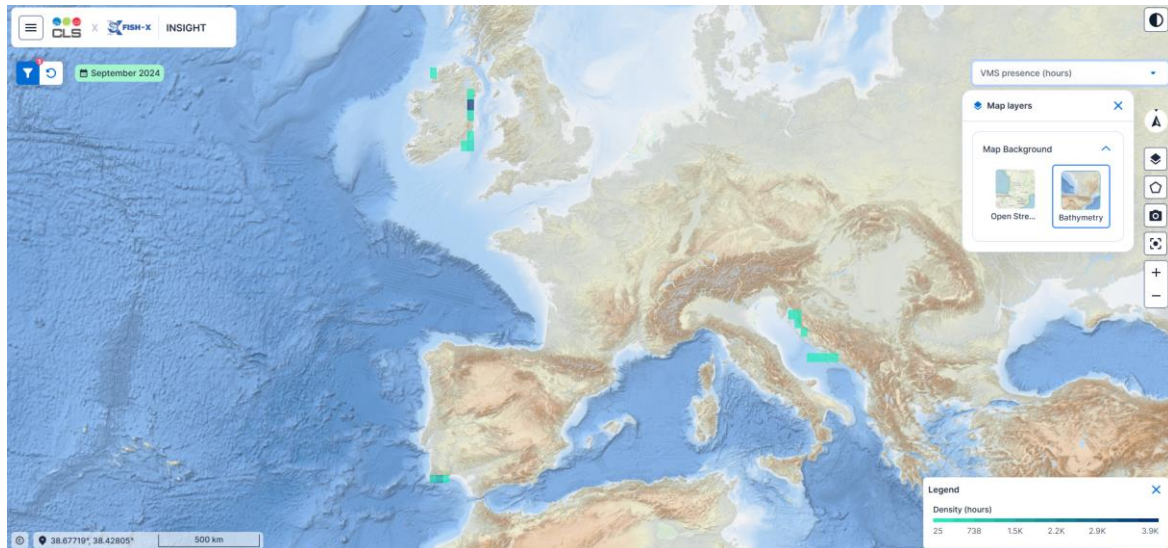 CLS x FISH-X INSIGHT
1
September 2024
VMS presence (hours)
Map layers
Map Background
Open Stre...
Bathymetry
Legend
Density (hours)
25 738 1.5K 2.2K 2.9K 3.9K
38.67719°, 38.42805° 500 km